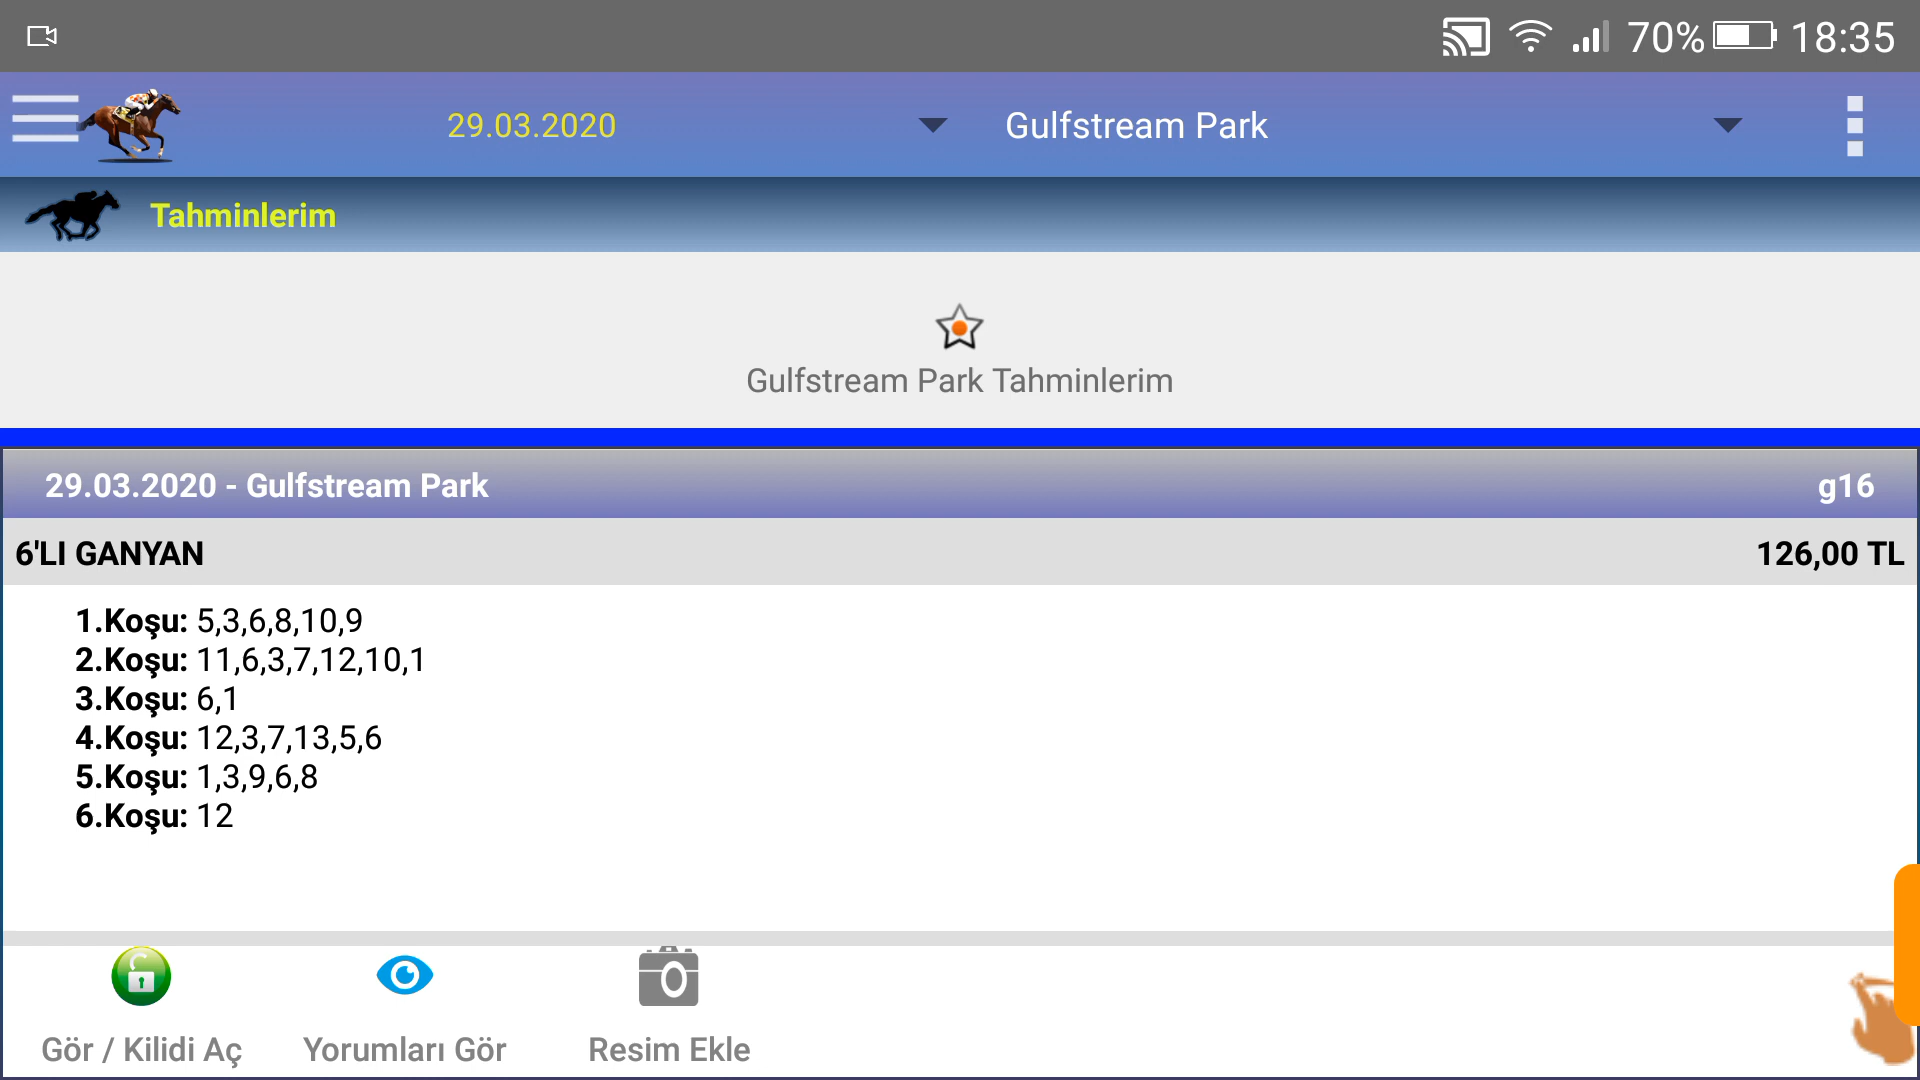 70% 18:35
29.03.2020 Gulfstream Park
Tahminlerim
Gulfstream Park Tahminlerim
29.03.2020 - Gulfstream Park g16
6'LI GANYAN 126,00 TL
1.Koşu: 5,3,6,8,10,9
2.Koşu: 11,6,3,7,12,10,1
3.Koşu: 6,1
4.Koşu: 12,3,7,13,5,6
5.Koşu: 1,3,9,6,8
6.Koşu: 12
Gör / Kilidi Aç Yorumları Gör Resim Ekle